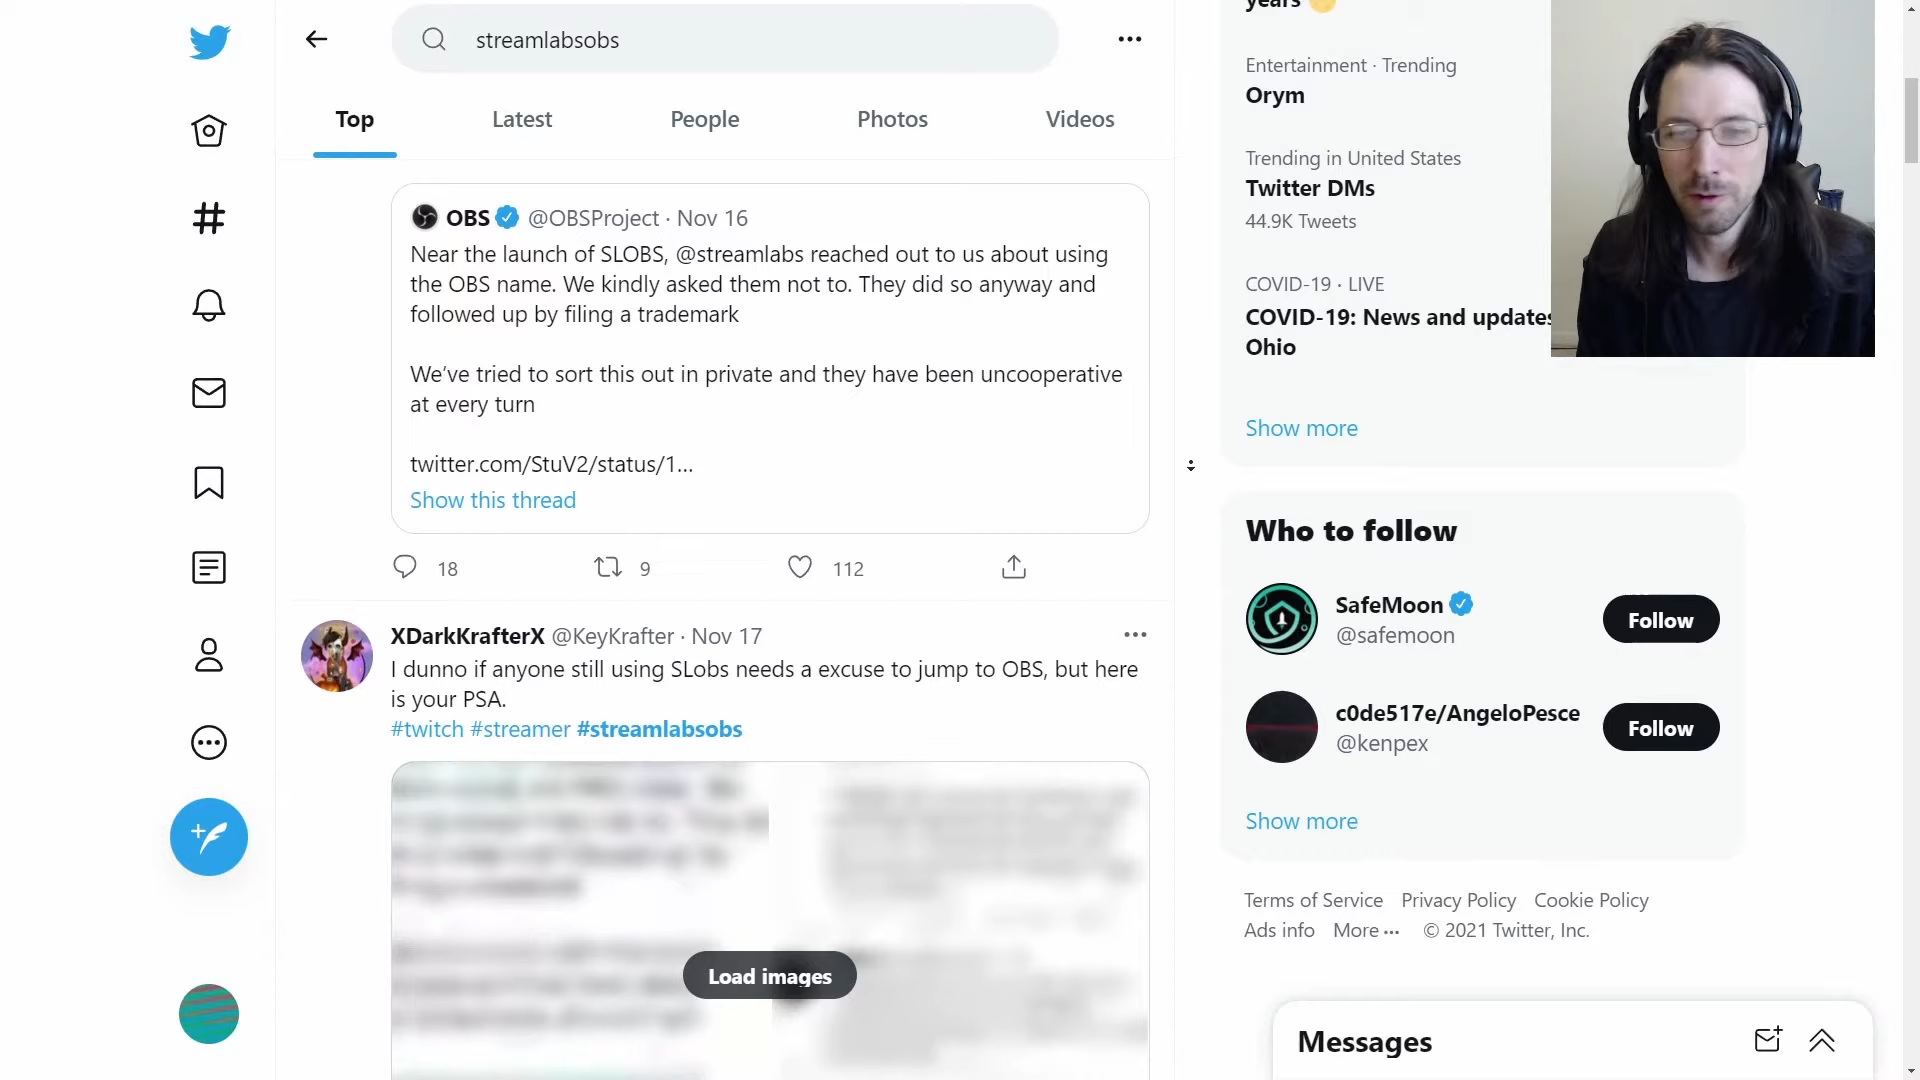 streamlabsobs
Top
Latest
People
Photos
Videos
OBS @OBSProject · Nov 16
Near the launch of SLOBS, @streamlabs reached out to us about using
the OBS name. We kindly asked them not to. They did so anyway and
followed up by filing a trademark
We've tried to sort this out in private and they have been uncooperative
at every turn
twitter.com/StuV2/status/1...
Show this thread
18
9
112
XDarkKrafterX @KeyKrafter · Nov 17
I dunno if anyone still using SLobs needs a excuse to jump to OBS, but here
is your PSA.
#twitch #streamer #streamlabsobs
Load images
years
Entertainment · Trending
Orym
Trending in United States
Twitter DMs
44.9K Tweets
COVID-19 · LIVE
COVID-19: News and updates
Ohio
Show more
Who to follow
SafeMoon
@safemoon
Follow
c0de517e/AngeloPesce
@kenpex
Follow
Show more
Terms of Service Privacy Policy Cookie Policy
Ads info More ··· © 2021 Twitter, Inc.
Messages